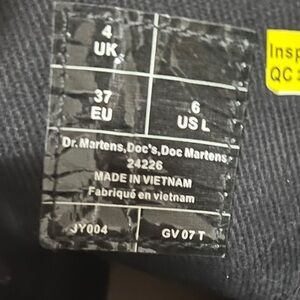 4
UK
37
EU
6
US L
Dr.Martens,Doc's,Doc Martens
24226
MADE IN VIETNAM
Fabriqué en vietnam
JY004
GV 07 T
Insp
QC